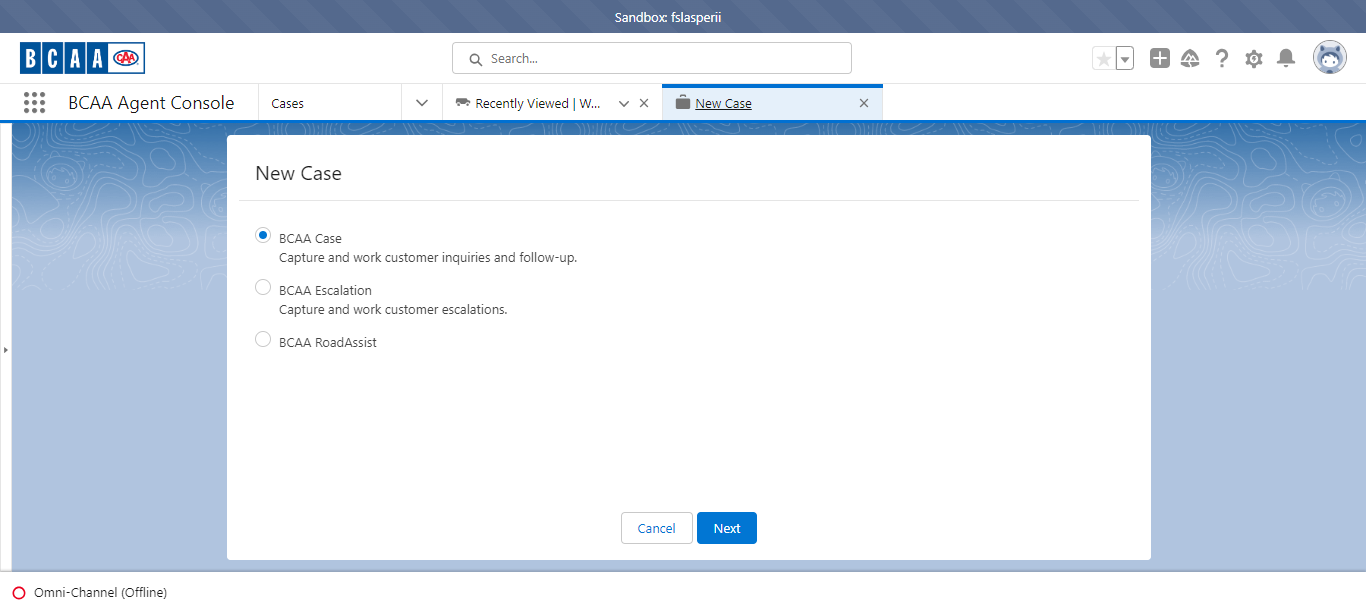 Sandbox: fslasperii
BCAA CAA
Search...
BCAA Agent Console
Cases
Recently Viewed | W...
New Case
New Case
BCAA Case
Capture and work customer inquiries and follow-up.
BCAA Escalation
Capture and work customer escalations.
BCAA RoadAssist
Cancel
Next
Omni-Channel (Offline)